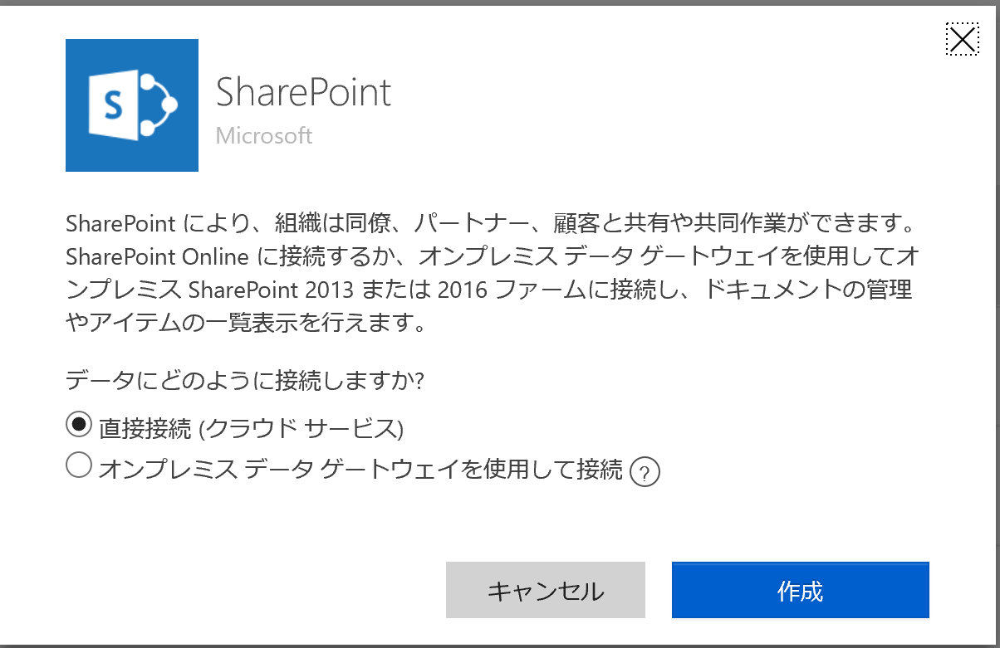 S
SharePoint
Microsoft
SharePoint により、組織は同僚、パートナー、顧客と共有や共同作業ができます。
SharePoint Online に接続するか、オンプレミス データ ゲートウェイを使用してオ
ンプレミス SharePoint 2013 または 2016 ファームに接続し、ドキュメントの管理
やアイテムの一覧表示を行えます。
データにどのように接続しますか?
直接接続 (クラウド サービス)
オンプレミス データ ゲートウェイを使用して接続 ?
キャンセル 作成